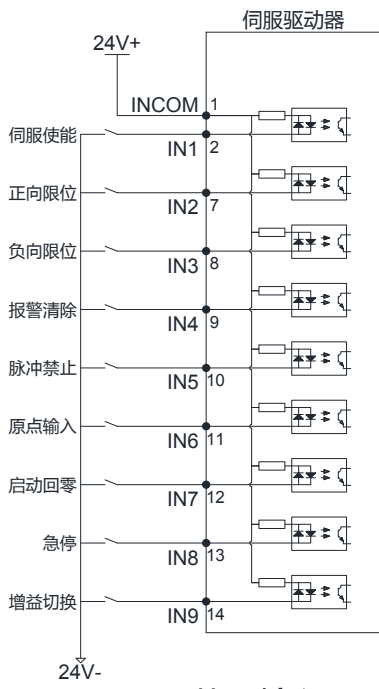 伺服驱动器
24V+
INCOM 1
伺服使能 IN1 2
正向限位 IN2 7
负向限位 IN3 8
报警清除 IN4 9
脉冲禁止 IN5 10
原点输入 IN6 11
启动回零 IN7 12
急停 IN8 13
增益切换 IN9 14
24V-